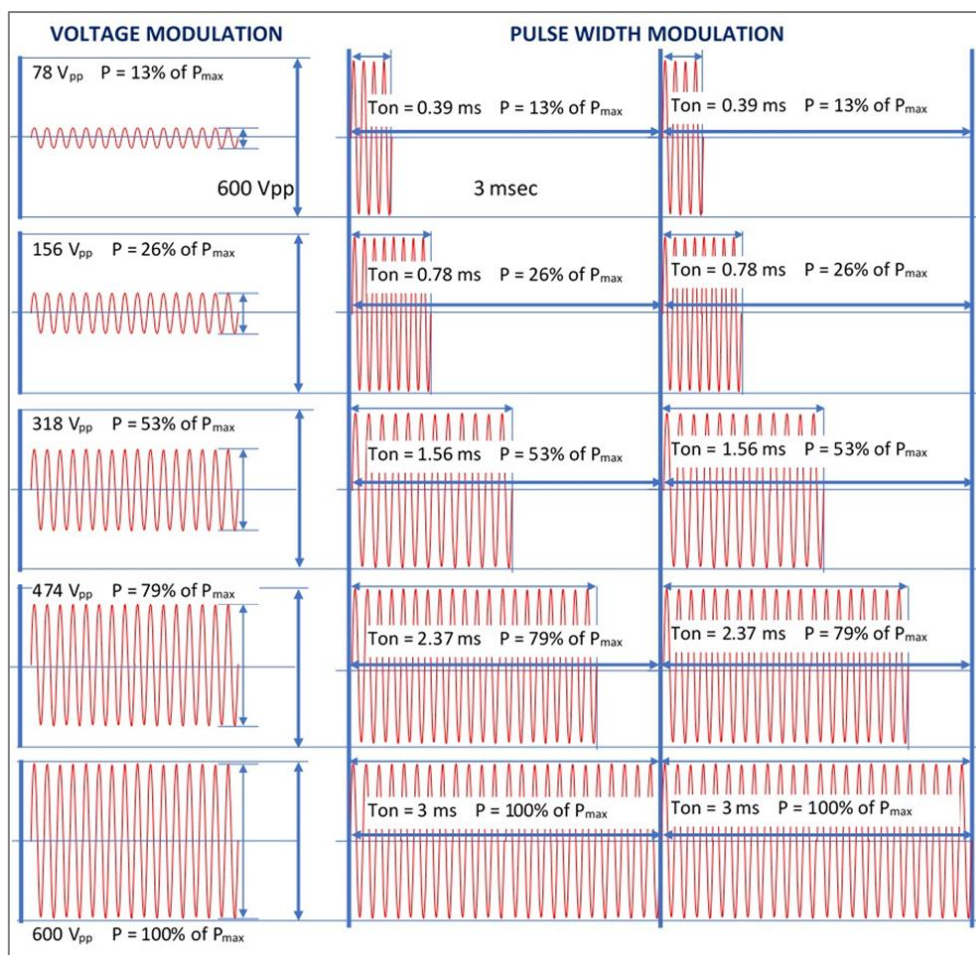 VOLTAGE MODULATION PULSE WIDTH MODULATION
78 Vpp P = 13% of Pmax
Ton = 0.39 ms P = 13% of Pmax
Ton = 0.39 ms P = 13% of Pmax
600 Vpp
3 msec
156 Vpp P = 26% of Pmax
Ton = 0.78 ms P = 26% of Pmax
Ton = 0.78 ms P = 26% of Pmax
318 Vpp P = 53% of Pmax
Ton = 1.56 ms P = 53% of Pmax
Ton = 1.56 ms P = 53% of Pmax
474 Vpp P = 79% of Pmax
Ton = 2.37 ms P = 79% of Pmax
Ton = 2.37 ms P = 79% of Pmax
Ton = 3 ms P = 100% of Pmax
Ton = 3 ms P = 100% of Pmax
600 Vpp P = 100% of Pmax